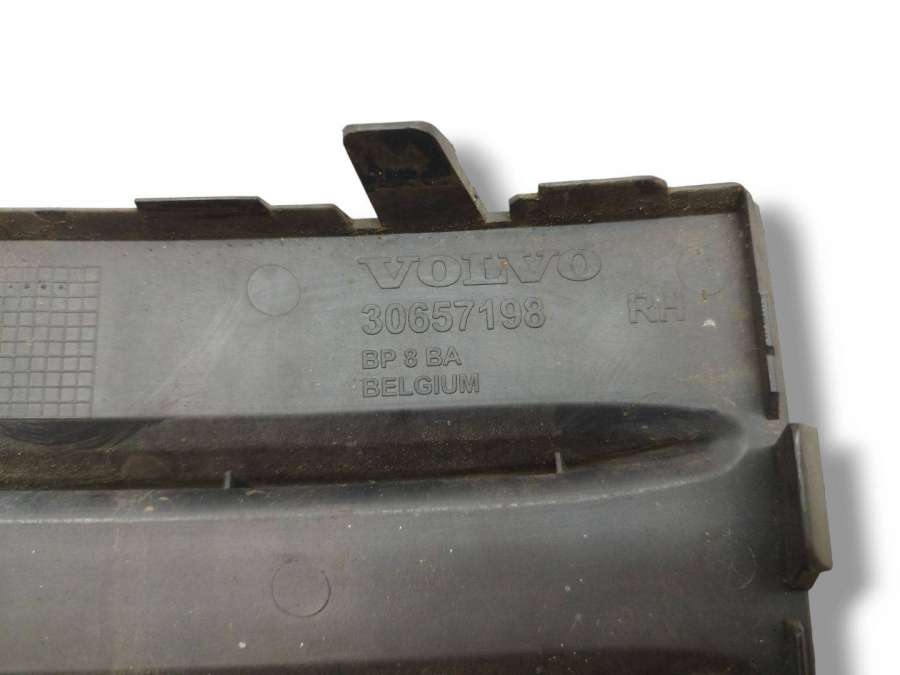 VOLVO
30657198 RH
BP 8 BA
BELGIUM